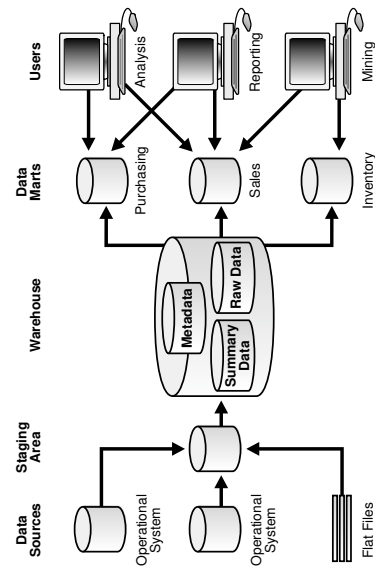 Data
Sources
Staging
Area
Warehouse
Data
Marts
Users
Operational
System
Operational
System
Flat Files
Metadata
Summary
Data
Raw Data
Purchasing
Sales
Inventory
Analysis
Reporting
Mining